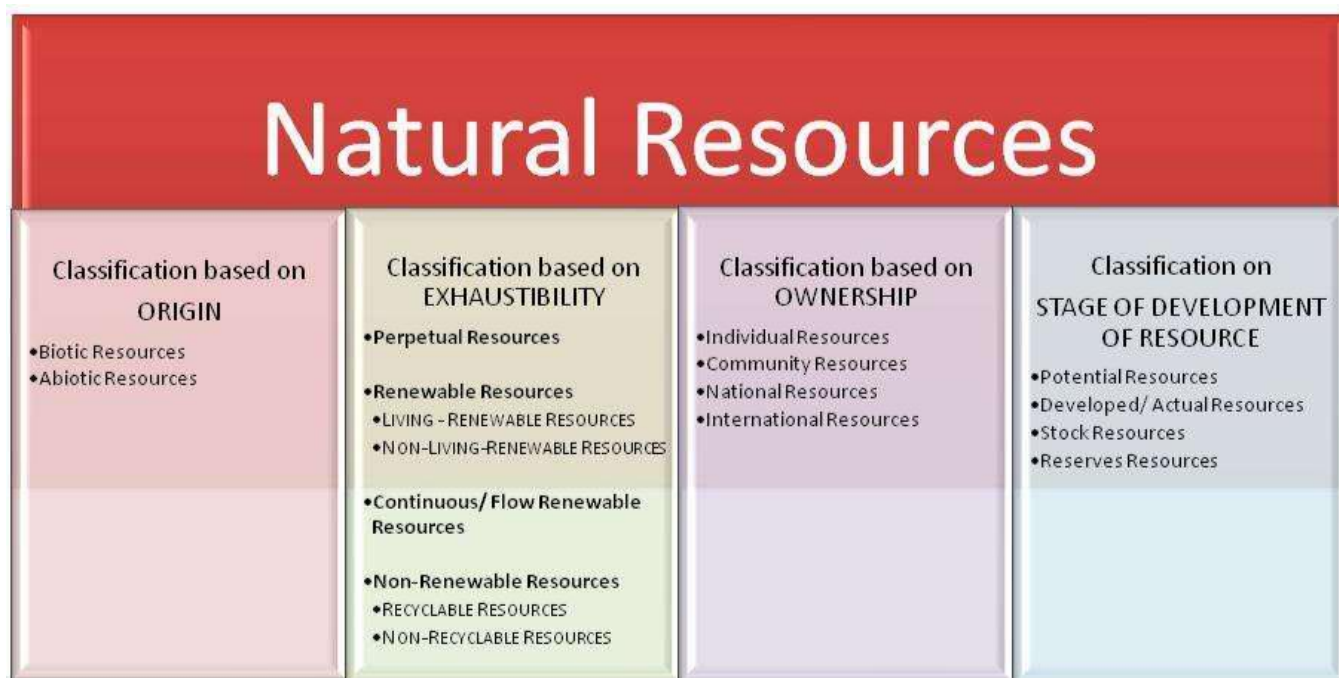 Natural Resources
Classification based on
ORIGIN
•Biotic Resources
•Abiotic Resources
Classification based on
EXHAUSTIBILITY
•Perpetual Resources
•Renewable Resources
•LIVING - RENEWABLE RESOURCES
•NON-LIVING-RENEWABLE RESOURCES
•Continuous/ Flow Renewable
Resources
•Non-Renewable Resources
•RECYCLABLE RESOURCES
•NON-RECYCLABLE RESOURCES
Classification based on
OWNERSHIP
•Individual Resources
•Community Resources
•National Resources
•International Resources
Classification on
STAGE OF DEVELOPMENT
OF RESOURCE
•Potential Resources
•Developed/ Actual Resources
•Stock Resources
•Reserves Resources